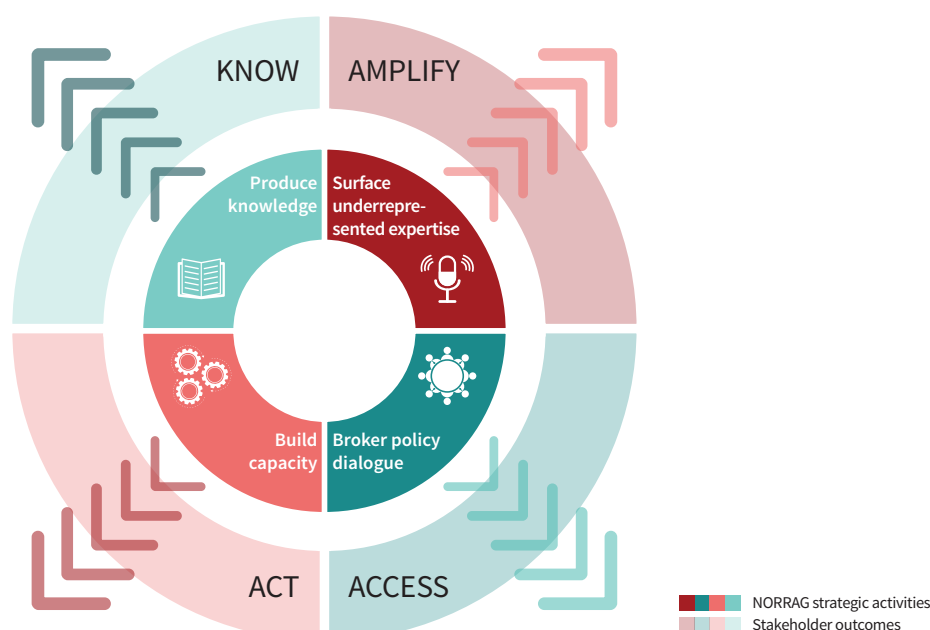 KNOW
AMPLIFY
Produce
knowledge
Surface
underrepre-
sented expertise
Build
capacity
Broker policy
dialogue
ACT
ACCESS
NORRAG strategic activities
Stakeholder outcomes